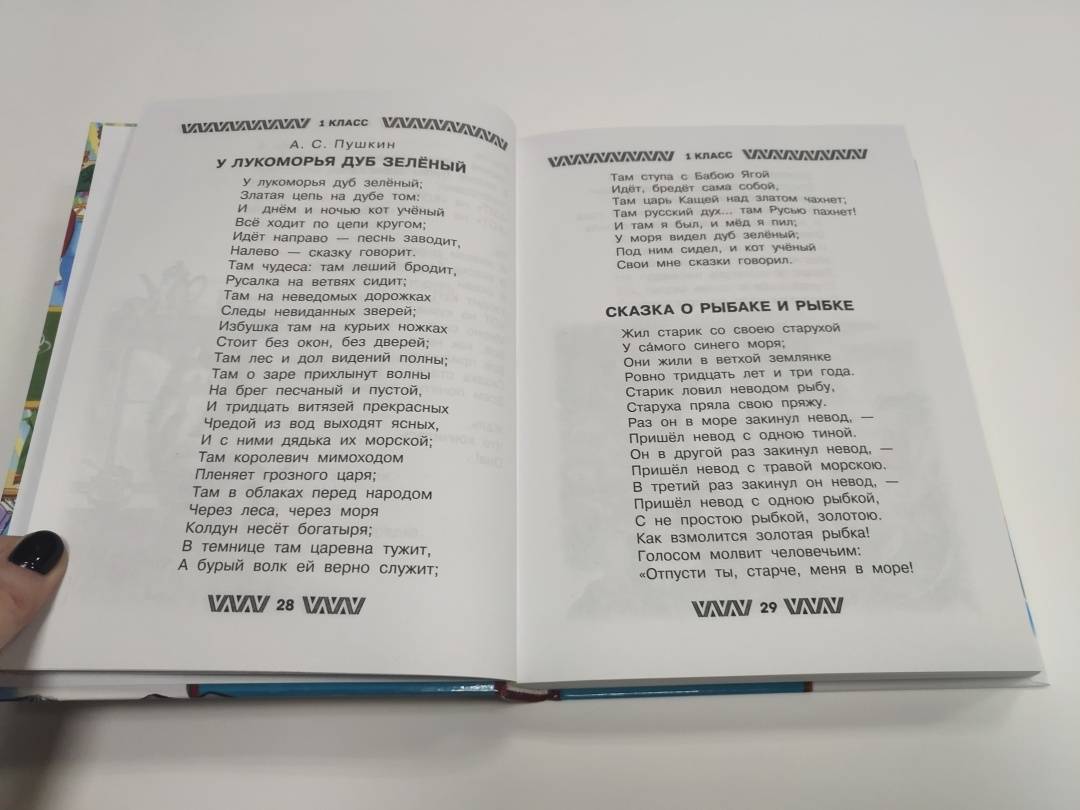 1 КЛАСС
А. С. Пушкин
У ЛУКОМОРЬЯ ДУБ ЗЕЛЁНЫЙ
У лукоморья дуб зелёный;
Златая цепь на дубе том:
И днём и ночью кот учёный
Всё ходит по цепи кругом;
Идёт направо — песнь заводит,
Налево — сказку говорит.
Там чудеса: там леший бродит,
Русалка на ветвях сидит;
Там на неведомых дорожках
Следы невиданных зверей;
Избушка там на курьих ножках
Стоит без окон, без дверей;
Там лес и дол видений полны;
Там о заре прихлынут волны
На брег песчаный и пустой,
И тридцать витязей прекрасных
Чредой из вод выходят ясных,
И с ними дядька их морской;
Там королевич мимоходом
Пленяет грозного царя;
Там в облаках перед народом
Через леса, через моря
Колдун несёт богатыря;
В темнице там царевна тужит,
А бурый волк ей верно служит;
28
1 КЛАСС
Там ступа с Бабою Ягой
Идёт, бредёт сама собой,
Там царь Кащей над златом чахнет;
Там русский дух... там Русью пахнет!
И там я был, и мёд я пил;
У моря видел дуб зелёный;
Под ним сидел, и кот учёный
Свои мне сказки говорил.
СКАЗКА О РЫБАКЕ И РЫБКЕ
Жил старик со своею старухой
У са́мого синего моря;
Они жили в ветхой землянке
Ровно тридцать лет и три года.
Старик ловил неводом рыбу,
Старуха пряла свою пряжу.
Раз он в море закинул невод, —
Пришёл невод с одною тиной.
Он в другой раз закинул невод, —
Пришёл невод с травой морскою.
В третий раз закинул он невод, —
Пришёл невод с одною рыбкой,
С не простою рыбкой, золотою.
Как взмолится золотая рыбка!
Голосом молвит человечьим:
«Отпусти ты, старче, меня в море!
29